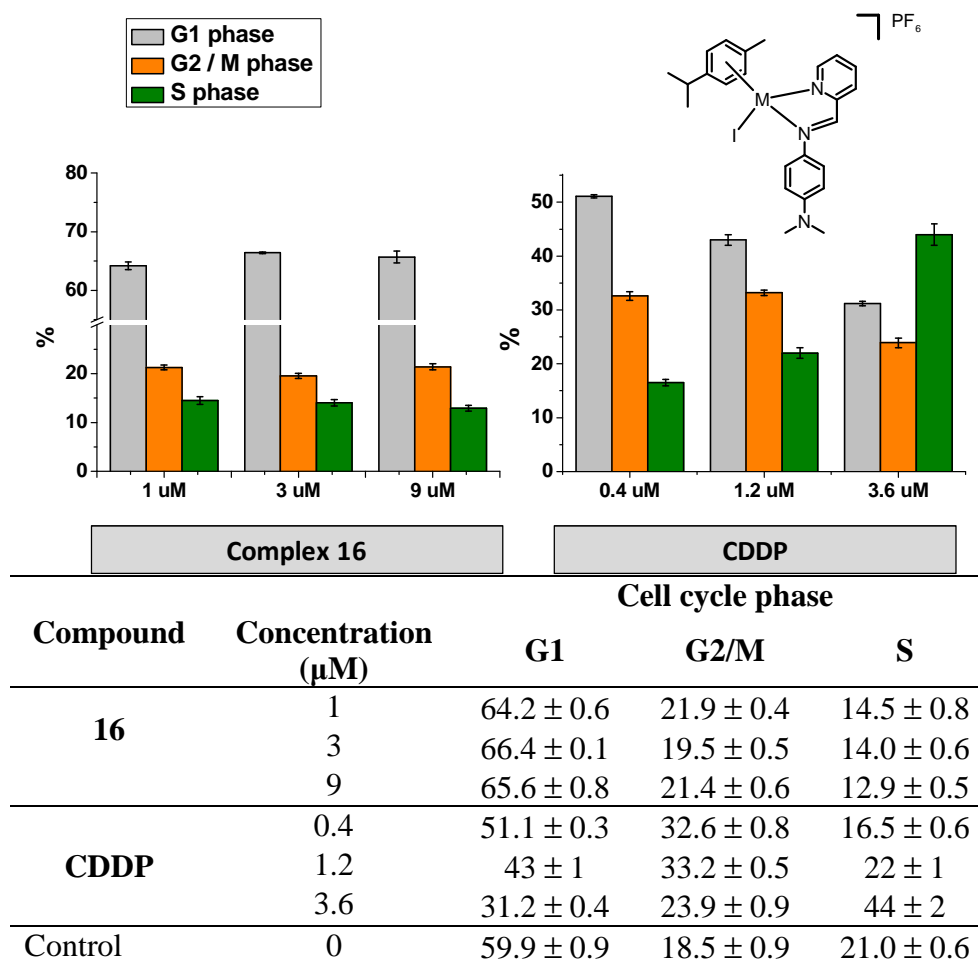 G1 phase
G2 / M phase
S phase
PF6
M
N
I
N
N
80
70
60
20
10
0
%
1 uM 3 uM 9 uM
50
40
30
20
10
0
%
0.4 uM 1.2 uM 3.6 uM
Complex 16
CDDP
Cell cycle phase
Compound Concentration (µM) G1 G2/M S
16 1 64.2 ± 0.6 21.9 ± 0.4 14.5 ± 0.8
3 66.4 ± 0.1 19.5 ± 0.5 14.0 ± 0.6
9 65.6 ± 0.8 21.4 ± 0.6 12.9 ± 0.5
CDDP 0.4 51.1 ± 0.3 32.6 ± 0.8 16.5 ± 0.6
1.2 43 ± 1 33.2 ± 0.5 22 ± 1
3.6 31.2 ± 0.4 23.9 ± 0.9 44 ± 2
Control 0 59.9 ± 0.9 18.5 ± 0.9 21.0 ± 0.6